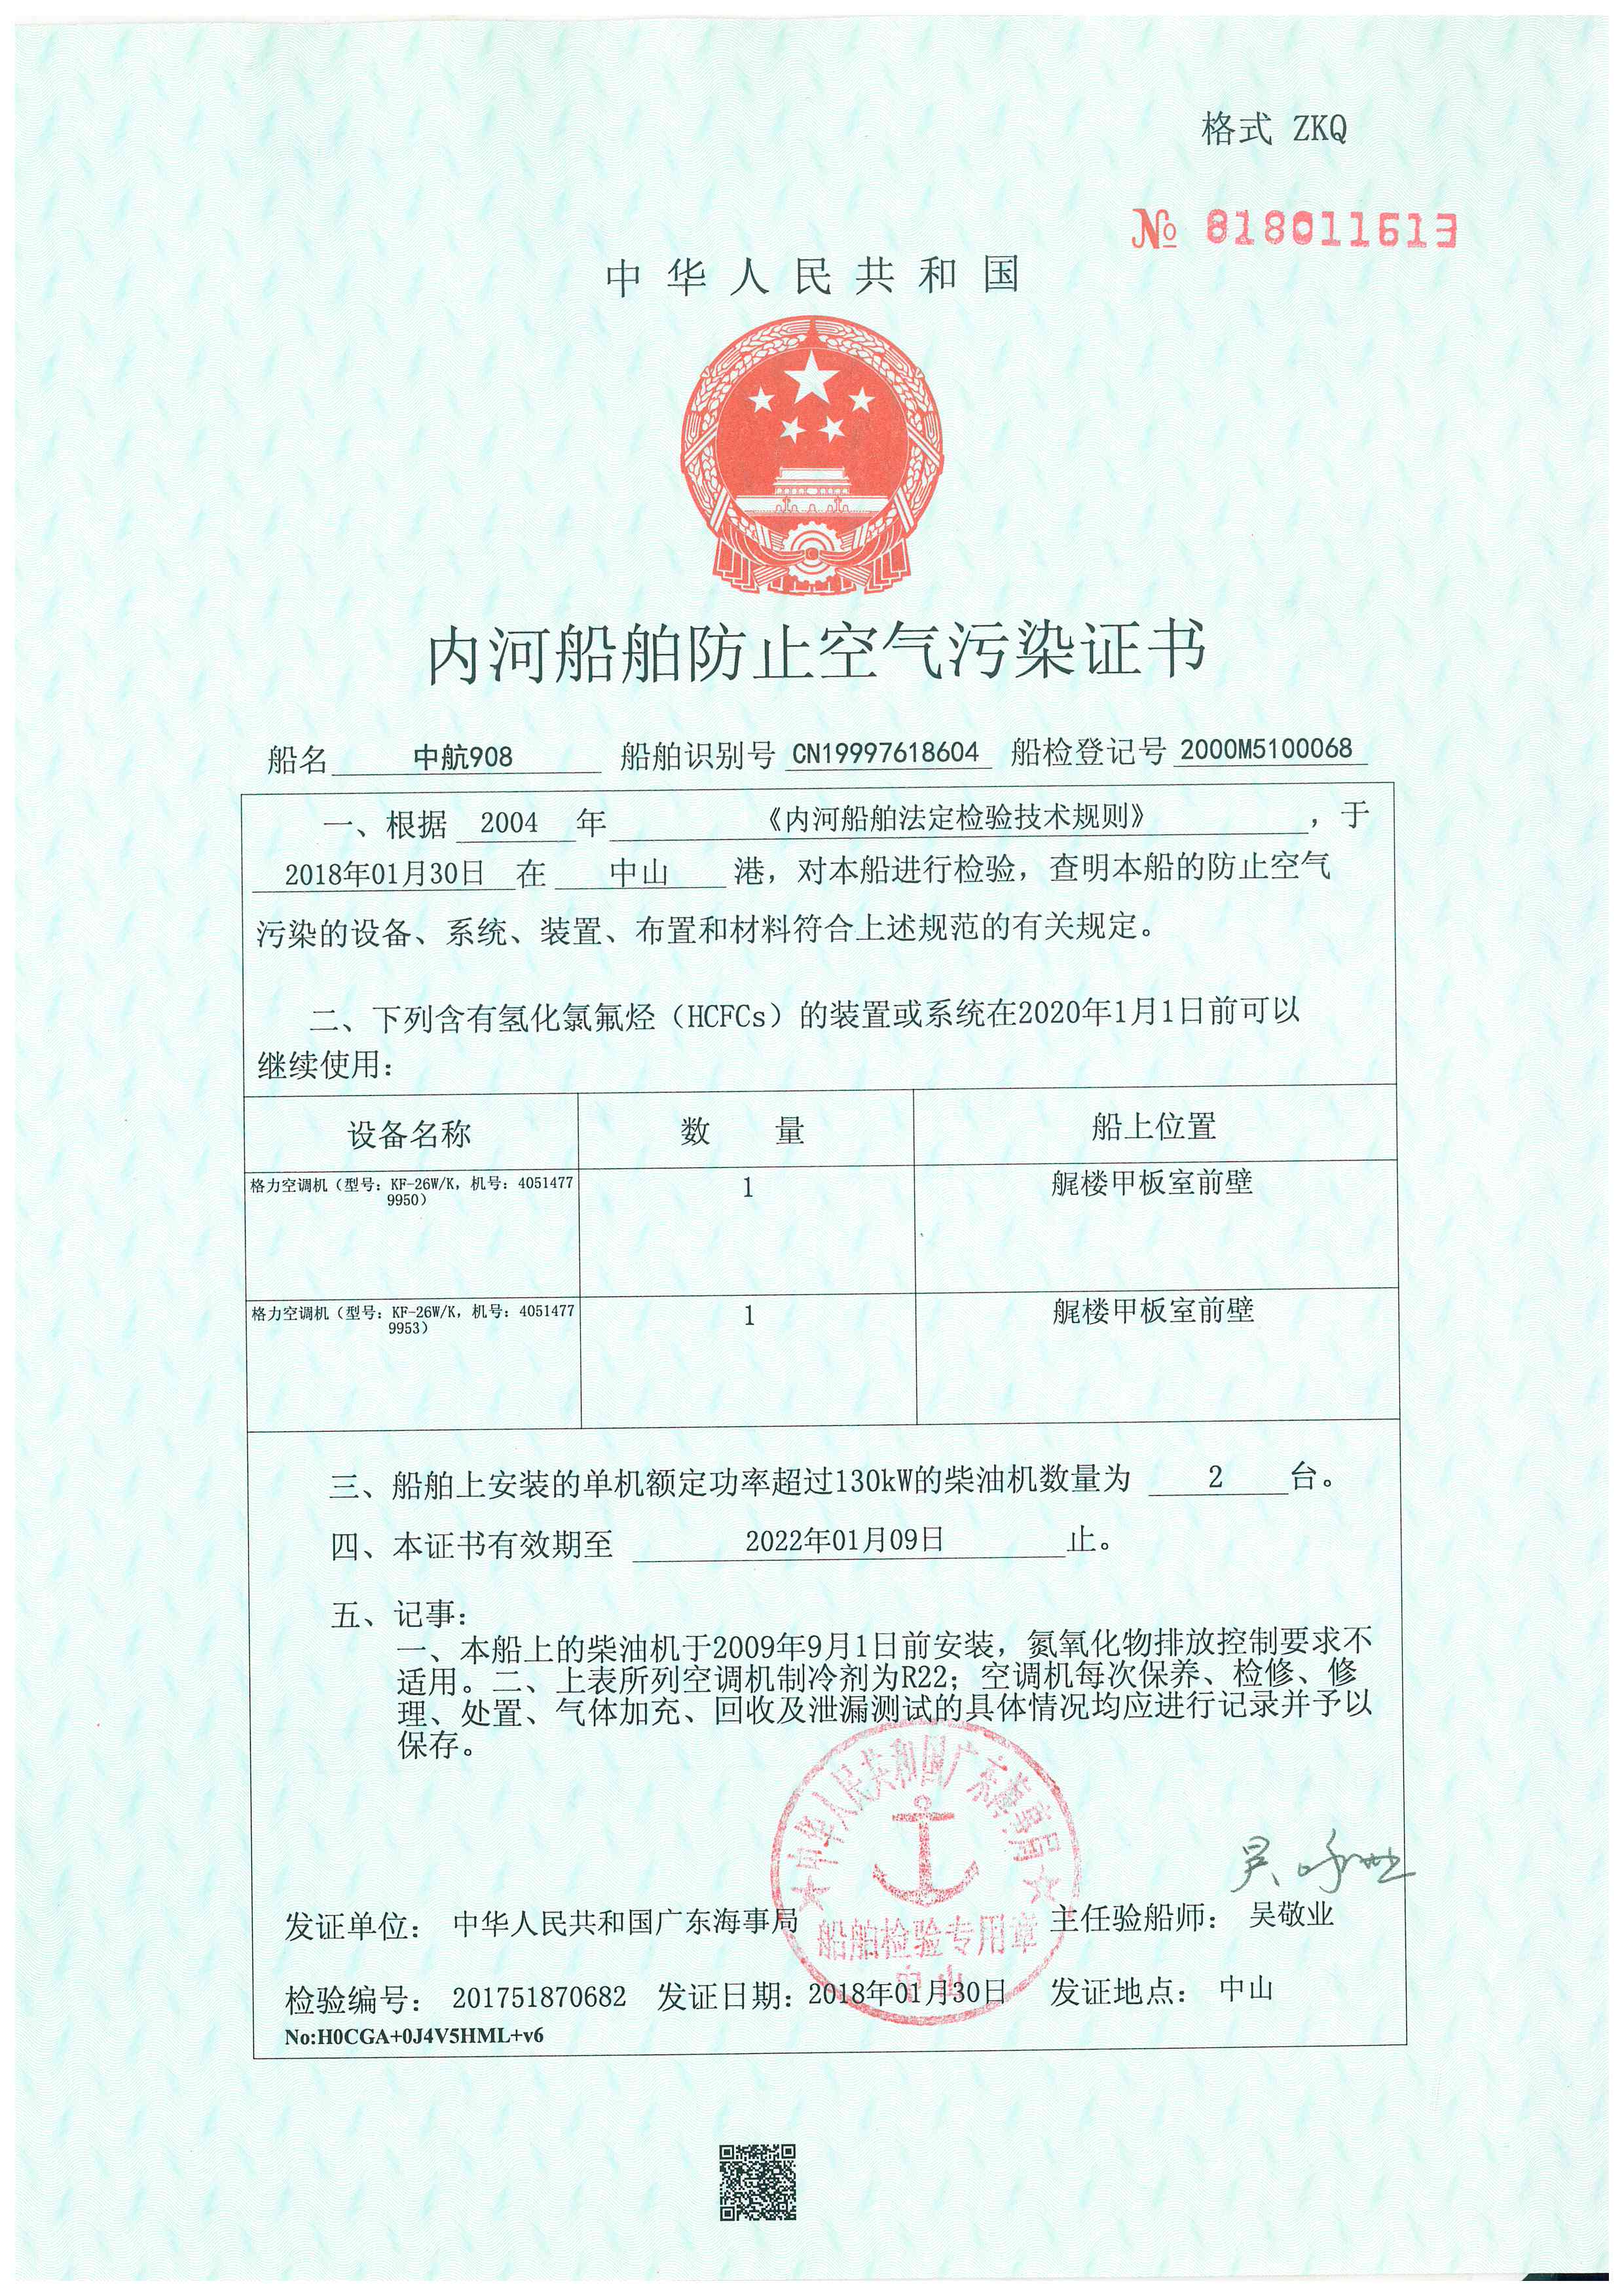 格式 ZKQ
№ 818011613
中华人民共和国
内河船舶防止空气污染证书
船名 中航908 船舶识别号 CN19997618604 船检登记号 2000M5100068
一、根据 2004 年 《内河船舶法定检验技术规则》 ，于
2018年01月30日 在 中山 港，对本船进行检验，查明本船的防止空气
污染的设备、系统、装置、布置和材料符合上述规范的有关规定。
二、下列含有氢化氯氟烃（HCFCs）的装置或系统在2020年1月1日前可以
继续使用：
设备名称 数 量 船上位置
格力空调机（型号：KF-26W/K，机号：4051477 1 艉楼甲板室前壁
9950）
格力空调机（型号：KF-26W/K，机号：4051477 1 艉楼甲板室前壁
9953）
三、船舶上安装的单机额定功率超过130kW的柴油机数量为 2 台。
四、本证书有效期至 2022年01月09日 止。
五、记事：
一、本船上的柴油机于2009年9月1日前安装，氮氧化物排放控制要求不
适用。二、上表所列空调机制冷剂为R22；空调机每次保养、检修、修
理、处置、气体加充、回收及泄漏测试的具体情况均应进行记录并予以
保存。
中华人民共和国广东海事局
船舶检验专用章
中山
吴敬业
发证单位： 中华人民共和国广东海事局 主任验船师： 吴敬业
检验编号： 201751870682 发证日期：2018年01月30日 发证地点： 中山
No:H0CGA+0J4V5HML+v6